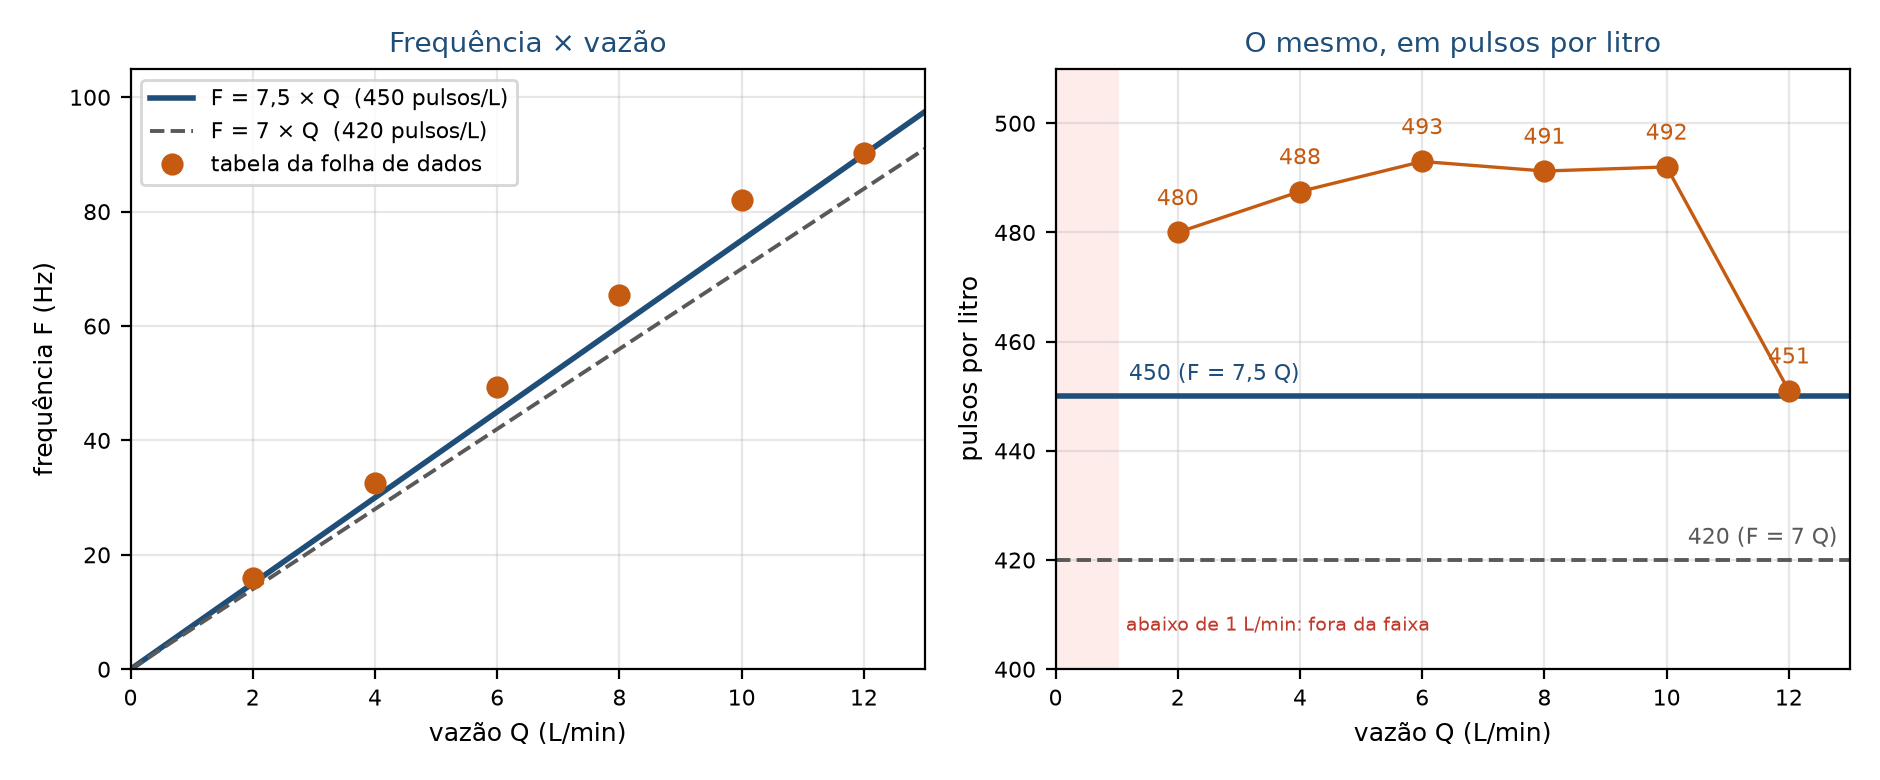 Frequência × vazão
F = 7,5 × Q  (450 pulsos/L)
F = 7 × Q  (420 pulsos/L)
tabela da folha de dados
100
80
60
40
20
0
frequência F (Hz)
0 2 4 6 8 10 12
vazão Q (L/min)
O mesmo, em pulsos por litro
500
480
460
440
420
400
pulsos por litro
480
488
493
491
492
451
450 (F = 7,5 Q)
420 (F = 7 Q)
abaixo de 1 L/min: fora da faixa
0 2 4 6 8 10 12
vazão Q (L/min)